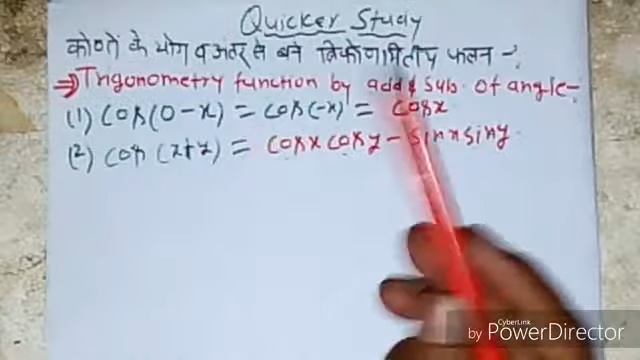 Quicker Study
कोणों के योग व अंतर से बने त्रिकोणमितीय फलन -:
⇒ Trigonometry function by add & sub. of angle-
(1) cos(0-x) = cos(-x) = cosx
(2) cos (x+y) = cosx cosy - sinx siny
CyberLink
by PowerDirector